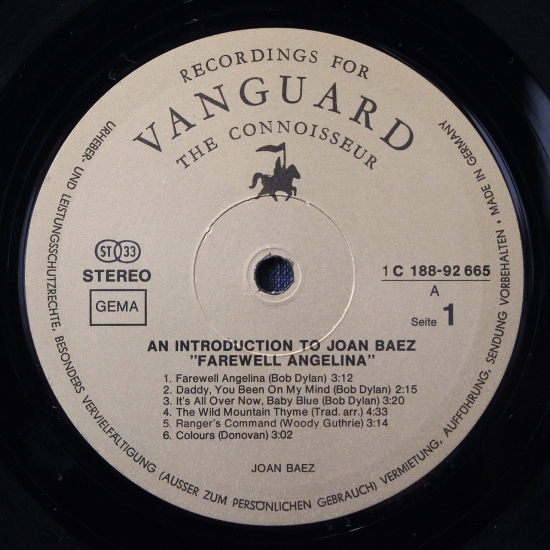 RECORDINGS FOR
VANGUARD
THE CONNOISSEUR
ST 33
STEREO
GEMA
1 C 188-92 665
A
Seite 1
AN INTRODUCTION TO JOAN BAEZ
"FAREWELL ANGELINA"
1. Farewell Angelina (Bob Dylan) 3:12
2. Daddy, You Been On My Mind (Bob Dylan) 2:15
3. It's All Over Now, Baby Blue (Bob Dylan) 3:20
4. The Wild Mountain Thyme (Trad. arr.) 4:33
5. Ranger's Command (Woody Guthrie) 3:14
6. Colours (Donovan) 3:02
JOAN BAEZ
URHEBER- UND LEISTUNGSSCHUTZRECHTE, BESONDERS VERVIELFÄLTIGUNG (AUSSER ZUM PERSÖNLICHEN GEBRAUCH) VERMIETUNG, AUFFÜHRUNG, SENDUNG VORBEHALTEN • MADE IN GERMANY